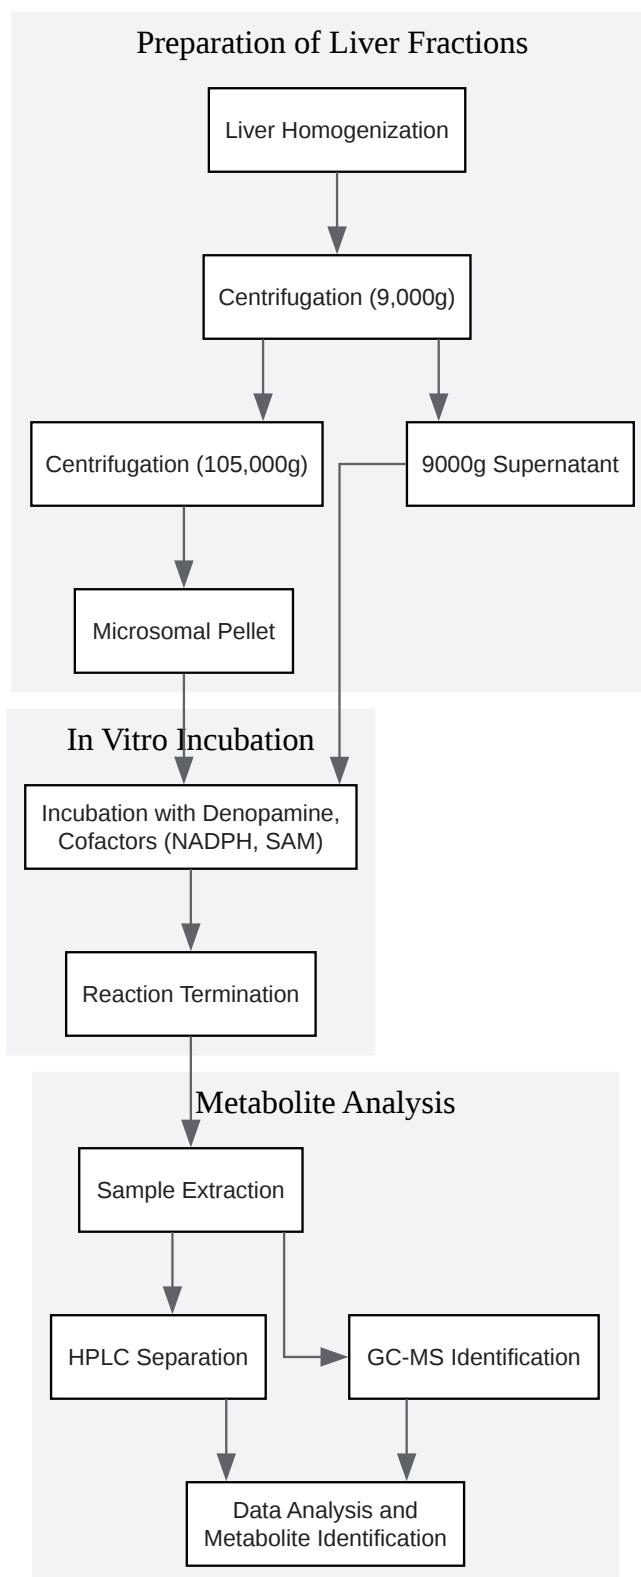 Preparation of Liver Fractions
Liver Homogenization
Centrifugation (9,000g)
Centrifugation (105,000g)
9000g Supernatant
Microsomal Pellet
In Vitro Incubation
Incubation with Denopamine,
Cofactors (NADPH, SAM)
Reaction Termination
Metabolite Analysis
Sample Extraction
HPLC Separation
GC-MS Identification
Data Analysis and
Metabolite Identification